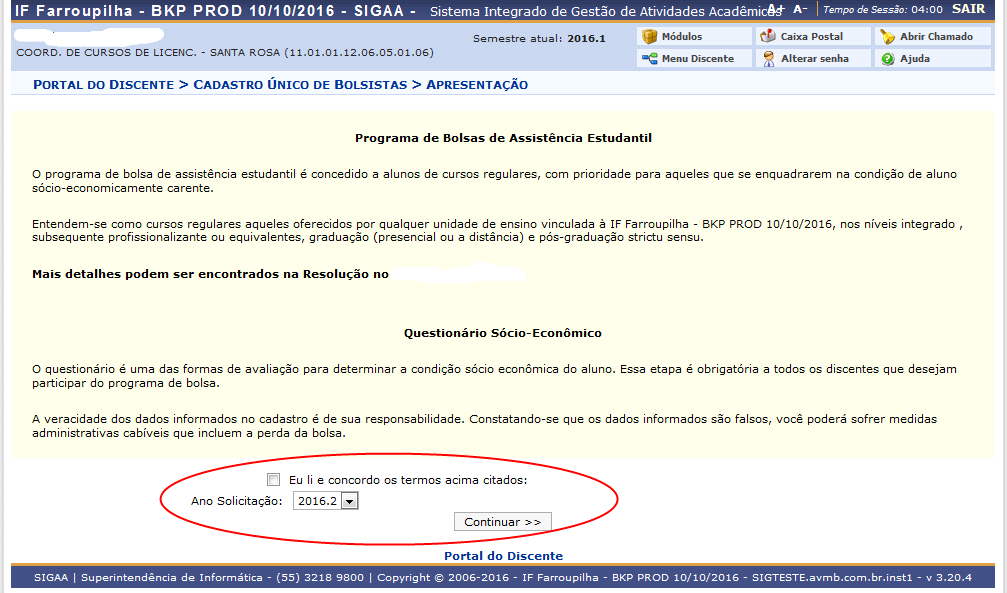 IF Farroupilha - BKP PROD 10/10/2016 - SIGAA - Sistema Integrado de Gestão de Atividades Acadêmicas A+ A- Tempo de Sessão: 04:00 SAIR
Semestre atual: 2016.1 Módulos Caixa Postal Abrir Chamado
COORD. DE CURSOS DE LICENC. - SANTA ROSA (11.01.01.12.06.05.01.06) Menu Discente Alterar senha Ajuda
PORTAL DO DISCENTE > CADASTRO ÚNICO DE BOLSISTAS > APRESENTAÇÃO
Programa de Bolsas de Assistência Estudantil
O programa de bolsa de assistência estudantil é concedido a alunos de cursos regulares, com prioridade para aqueles que se enquadrarem na condição de aluno
sócio-economicamente carente.
Entendem-se como cursos regulares aqueles oferecidos por qualquer unidade de ensino vinculada à IF Farroupilha - BKP PROD 10/10/2016, nos níveis integrado ,
subsequente profissionalizante ou equivalentes, graduação (presencial ou a distância) e pós-graduação strictu sensu.
Mais detalhes podem ser encontrados na Resolução no
Questionário Sócio-Econômico
O questionário é uma das formas de avaliação para determinar a condição sócio econômica do aluno. Essa etapa é obrigatória a todos os discentes que desejam
participar do programa de bolsa.
A veracidade dos dados informados no cadastro é de sua responsabilidade. Constatando-se que os dados informados são falsos, você poderá sofrer medidas
administrativas cabíveis que incluem a perda da bolsa.
Eu li e concordo os termos acima citados:
Ano Solicitação: 2016.2
Continuar >>
Portal do Discente
SIGAA | Superintendência de Informática - (55) 3218 9800 | Copyright © 2006-2016 - IF Farroupilha - BKP PROD 10/10/2016 - SIGTESTE.avmb.com.br.inst1 - v 3.20.4